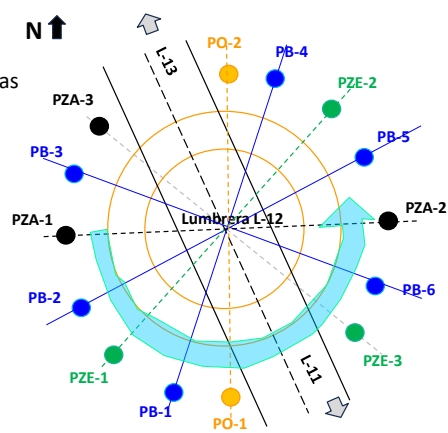 N
as
PO-2
PB-4
L-13
PZE-2
PZA-3
PB-5
PB-3
PZA-1
Lumbrera L-12
PZA-2
PB-2
PB-6
PZE-1
PZE-3
L-11
PB-1
PO-1